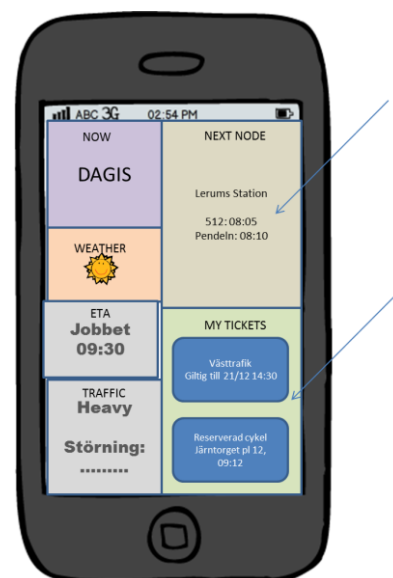 ABC 3G 02:54 PM
NOW
DAGIS
WEATHER
ETA
Jobbet
09:30
TRAFFIC
Heavy
Störning:
.........
NEXT NODE
Lerums Station
512: 08:05
Pendeln: 08:10
MY TICKETS
Västtrafik
Giltig till 21/12 14:30
Reserverad cykel
Järntorget pl 12,
09:12